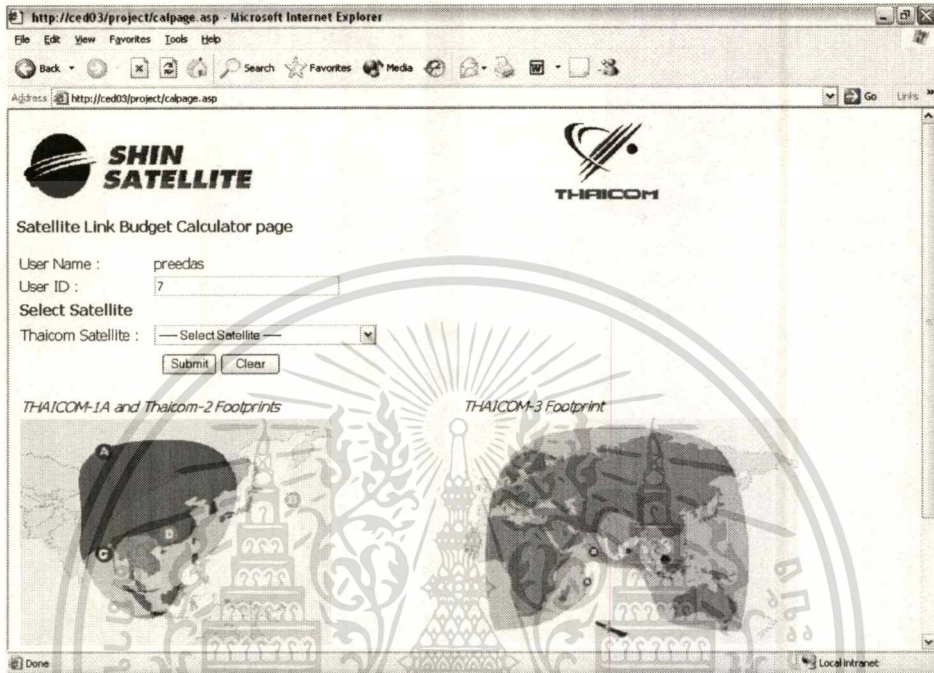 http://ced03/project/calpage.asp - Microsoft Internet Explorer
File Edit View Favorites Tools Help
Back Search Favorites Media
Address http://ced03/project/calpage.asp Go Links
SHIN
SATELLITE
THAICOM
Satellite Link Budget Calculator page
User Name : preedas
User ID : 7
Select Satellite
Thaicom Satellite : --- Select Satellite ---
Submit Clear
THAICOM-1A and Thaicom-2 Footprints
THAICOM-3 Footprint
A
C
Done Local intranet